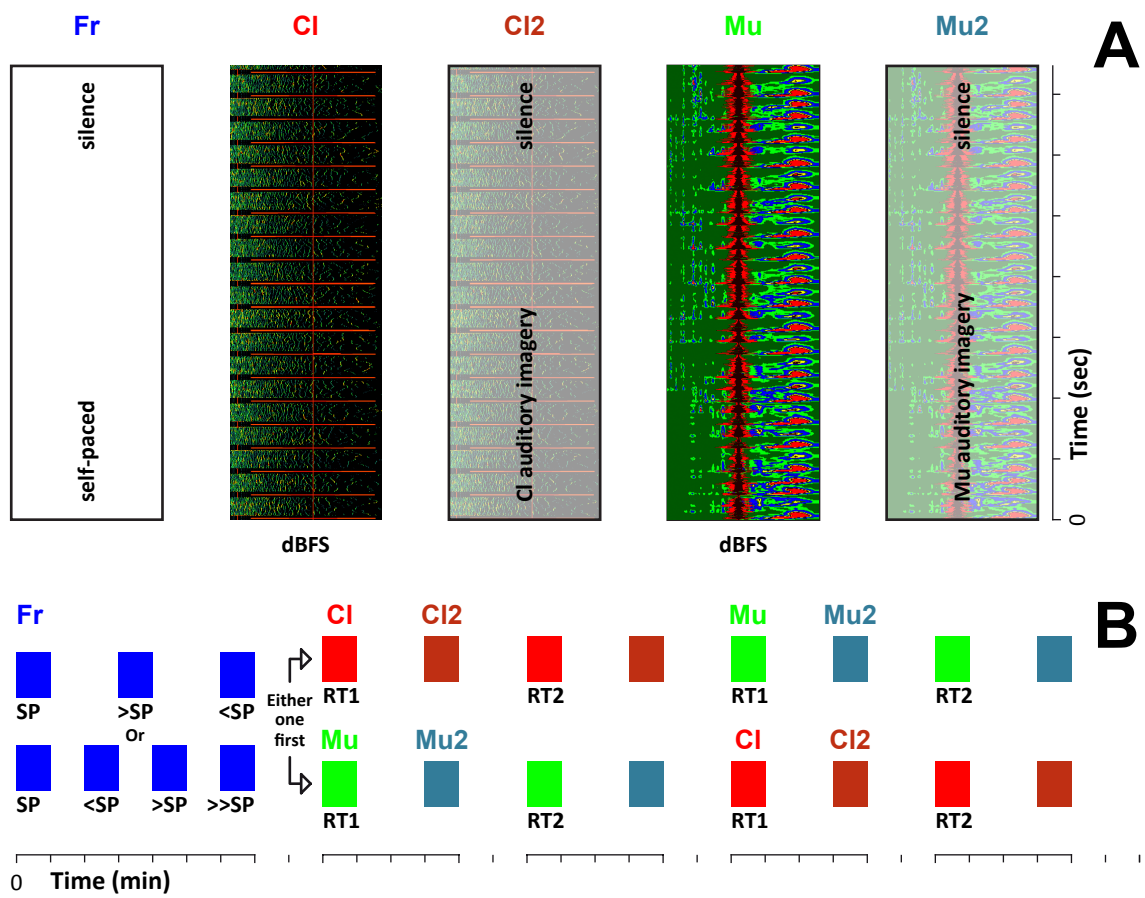 Fr Cl Cl2 Mu Mu2 A
silence
self-paced
silence
Cl auditory imagery
silence
Mu auditory imagery
Time (sec)
0
dBFS dBFS
B
Fr
SP >SP <SP
Or
SP <SP >SP >>SP
Either
one
first
Cl Cl2 Mu Mu2
RT1 RT2 RT1 RT2
Mu Mu2 Cl Cl2
RT1 RT2 RT1 RT2
0 Time (min)